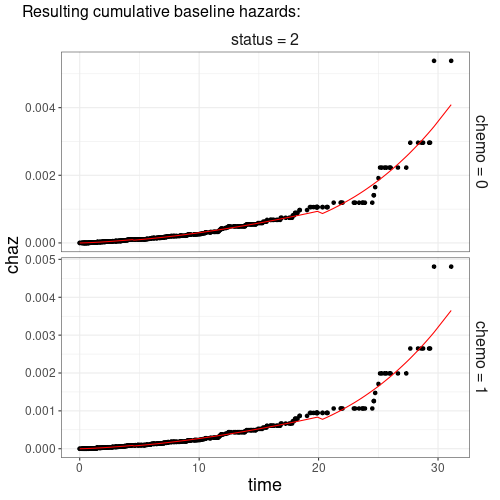 Resulting cumulative baseline hazards:
status = 2
0.004
0.002
0.000
chemo = 0
chaz
0.005
0.004
0.003
0.002
0.001
0.000
chemo = 1
0
10
20
30
time